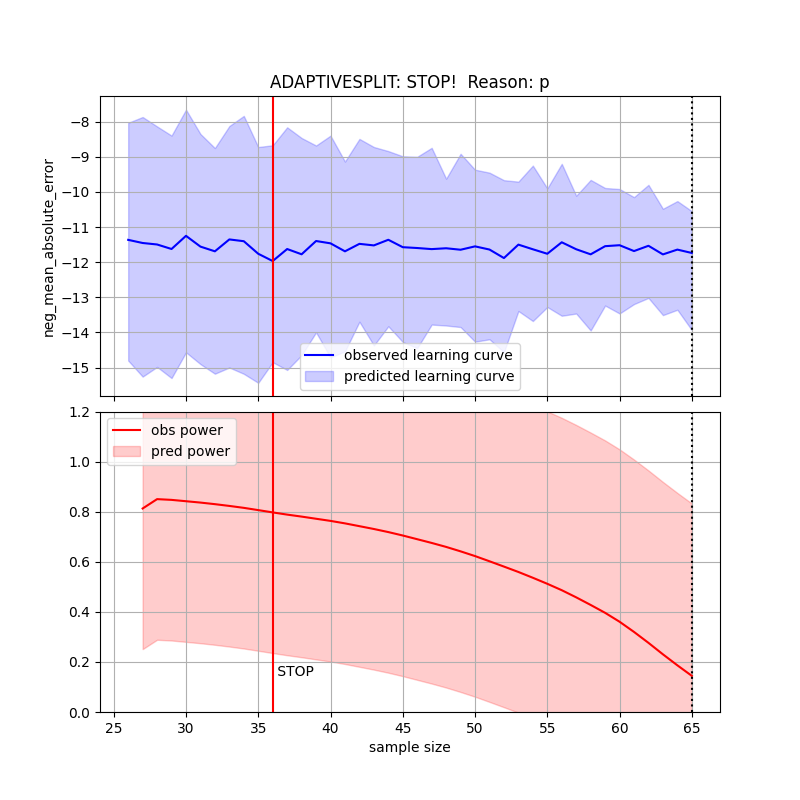 ADAPTIVESPLIT: STOP!  Reason: p
neg_mean_absolute_error
−8
−9
−10
−11
−12
−13
−14
−15
observed learning curve
predicted learning curve
1.2
1.0
0.8
0.6
0.4
0.2
0.0
obs power
pred power
STOP
25 30 35 40 45 50 55 60 65
sample size